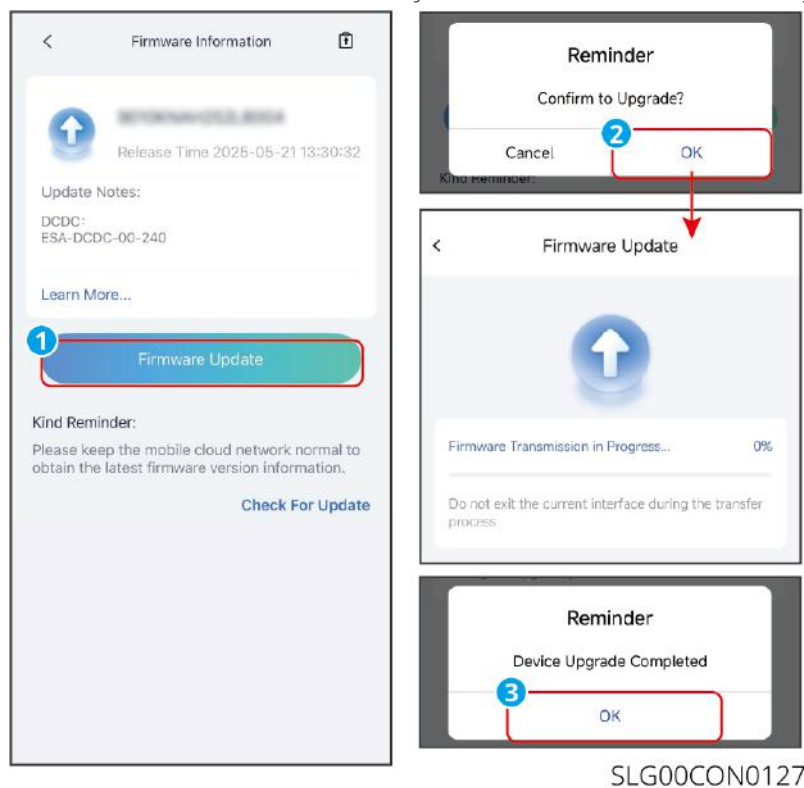 Firmware Information
Release Time 2025-05-21 13:30:32
Update Notes:
DCDC:
ESA-DCDC-00-240
Learn More...
1
Firmware Update
Kind Reminder:
Please keep the mobile cloud network normal to
obtain the latest firmware version information.
Check For Update
Reminder
Confirm to Upgrade?
2
Cancel
OK
Kind Reminder:
Firmware Update
Firmware Transmission in Progress...
0%
Do not exit the current interface during the transfer
process
Reminder
Device Upgrade Completed
3
OK
SLG00CON0127